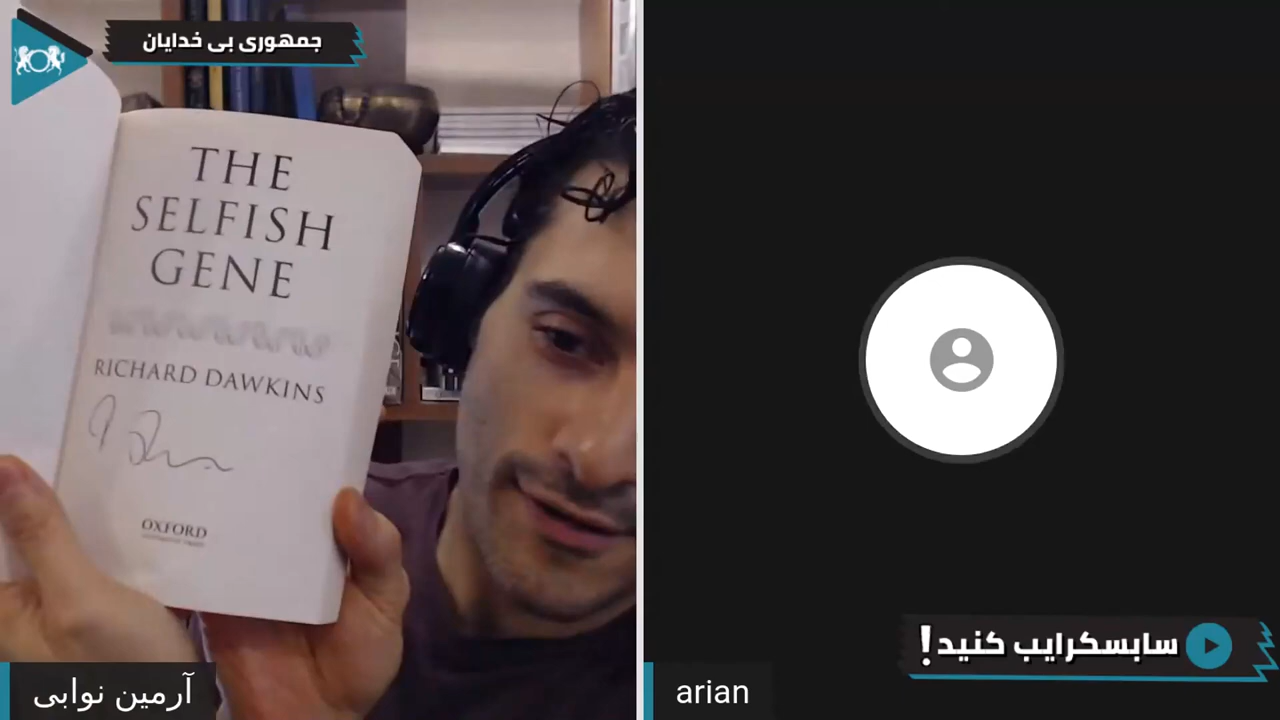 جمهوری بی خدایان
THE
SELFISH
GENE
RICHARD DAWKINS
OXFORD
آرمین نوابی
arian
سابسکرایب کنید!